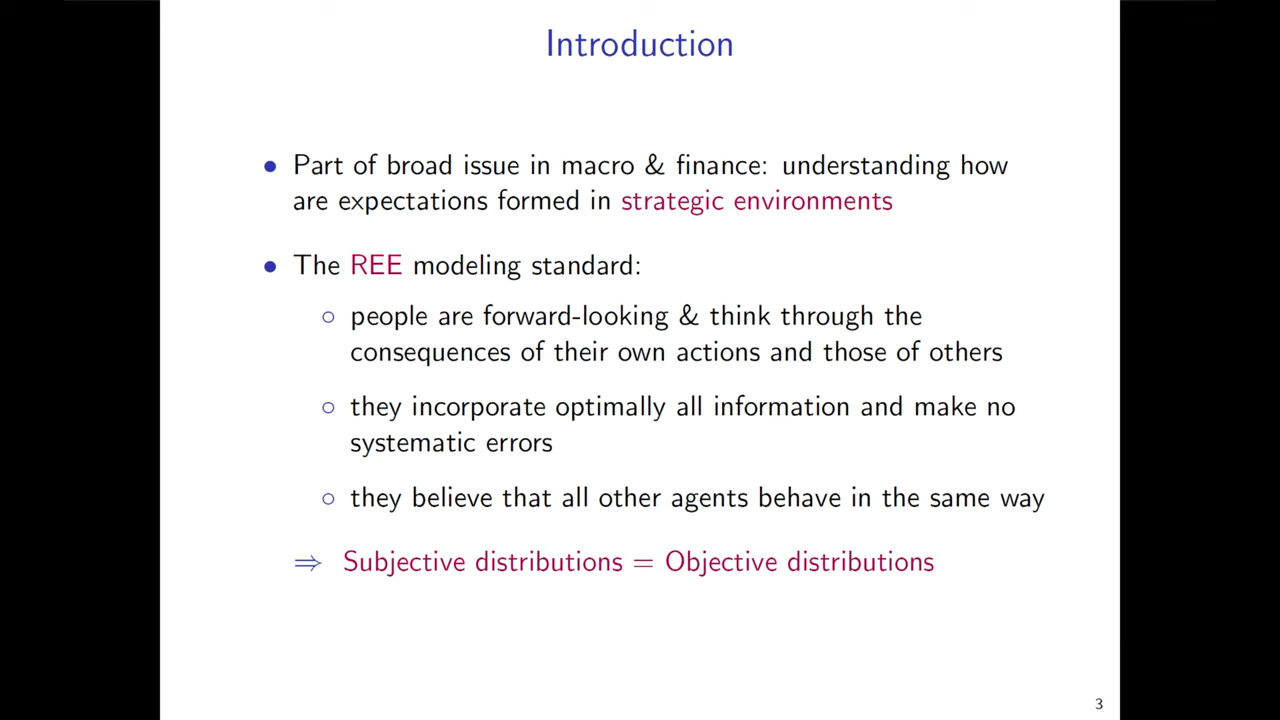 Introduction
• Part of broad issue in macro & finance: understanding how
are expectations formed in strategic environments
• The REE modeling standard:
○ people are forward-looking & think through the
consequences of their own actions and those of others
○ they incorporate optimally all information and make no
systematic errors
○ they believe that all other agents behave in the same way
⇒ Subjective distributions = Objective distributions
3